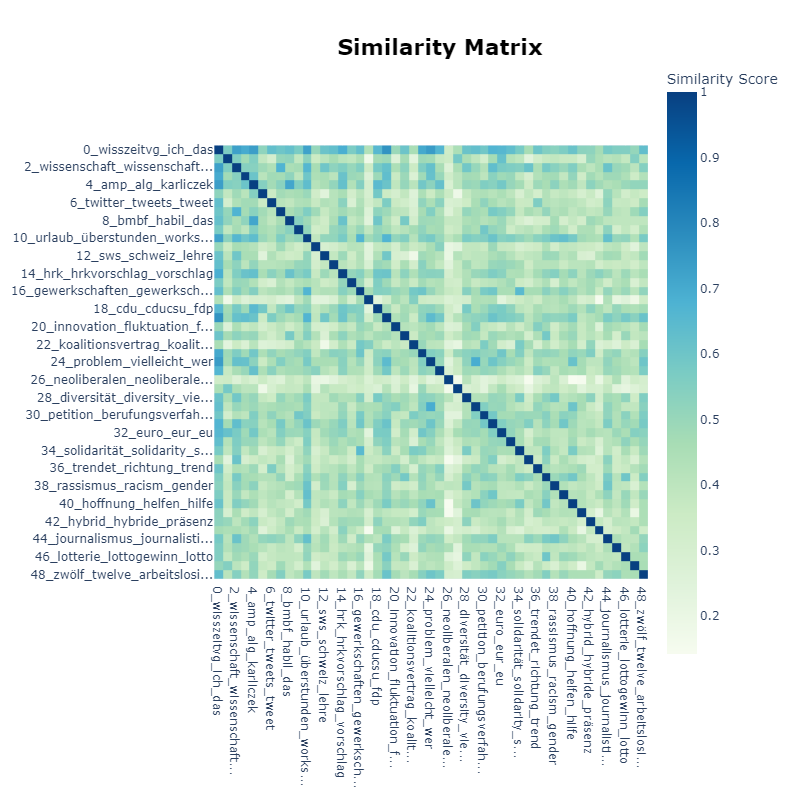 Similarity Matrix
Similarity Score
1
0.9
0.8
0.7
0.6
0.5
0.4
0.3
0.2
0_wisszeitvg_ich_das
2_wissenschaft_wissenschaft...
4_amp_alg_karliczek
6_twitter_tweets_tweet
8_bmbf_habil_das
10_urlaub_überstunden_works...
12_sws_schweiz_lehre
14_hrk_hrkvorschlag_vorschlag
16_gewerkschaften_gewerksch...
18_cdu_cducsu_fdp
20_innovation_fluktuation_f...
22_koalitionsvertrag_koalit...
24_problem_vielleicht_wer
26_neoliberalen_neoliberale...
28_diversität_diversity_vie...
30_petition_berufungsverfah...
32_euro_eur_eu
34_solidarität_solidarity_s...
36_trendet_richtung_trend
38_rassismus_racism_gender
40_hoffnung_helfen_hilfe
42_hybrid_hybride_präsenz
44_journalismus_journalisti...
46_lotterie_lottogewinn_lotto
48_zwölf_twelve_arbeitslosi...
0_wisszeitvg_ich_das
2_wissenschaft_wissenschaft...
4_amp_alg_karliczek
6_twitter_tweets_tweet
8_bmbf_habil_das
10_urlaub_überstunden_works...
12_sws_schweiz_lehre
14_hrk_hrkvorschlag_vorschlag
16_gewerkschaften_gewerksch...
18_cdu_cducsu_fdp
20_innovation_fluktuation_f...
22_koalitionsvertrag_koalit...
24_problem_vielleicht_wer
26_neoliberalen_neoliberale...
28_diversität_diversity_vie...
30_petition_berufungsverfah...
32_euro_eur_eu
34_solidarität_solidarity_s...
36_trendet_richtung_trend
38_rassismus_racism_gender
40_hoffnung_helfen_hilfe
42_hybrid_hybride_präsenz
44_journalismus_journalisti...
46_lotterie_lottogewinn_lotto
48_zwölf_twelve_arbeitslosi...